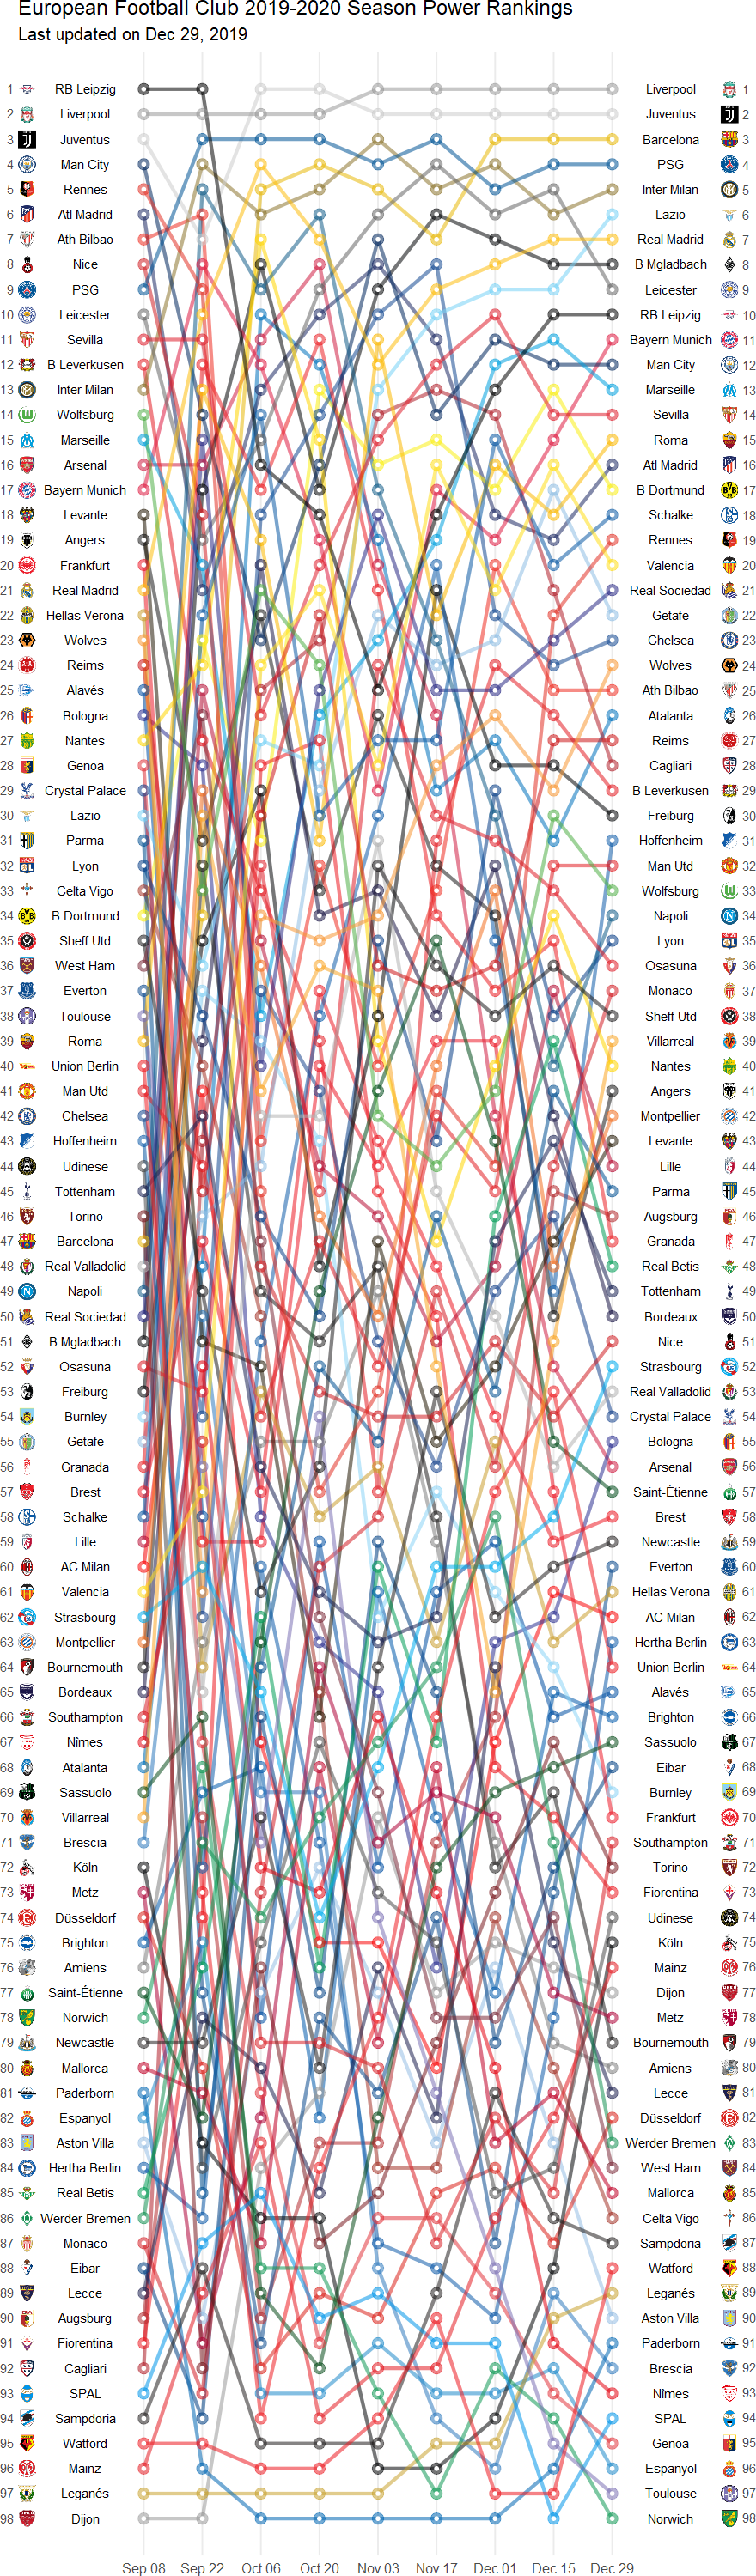 European Football Club 2019-2020 Season Power Rankings
Last updated on Dec 29, 2019
1 RB Leipzig Liverpool 1
2 Liverpool Juventus 2
3 Juventus Barcelona 3
4 Man City PSG 4
5 Rennes Inter Milan 5
6 Atl Madrid Lazio 6
7 Ath Bilbao Real Madrid 7
8 Nice B Mgladbach 8
9 PSG Leicester 9
10 Leicester RB Leipzig 10
11 Sevilla Bayern Munich 11
12 B Leverkusen Man City 12
13 Inter Milan Marseille 13
14 Wolfsburg Sevilla 14
15 Marseille Roma 15
16 Arsenal Atl Madrid 16
17 Bayern Munich B Dortmund 17
18 Levante Schalke 18
19 Angers Rennes 19
20 Frankfurt Valencia 20
21 Real Madrid Real Sociedad 21
22 Hellas Verona Getafe 22
23 Wolves Chelsea 23
24 Reims Wolves 24
25 Alavés Ath Bilbao 25
26 Bologna Atalanta 26
27 Nantes Reims 27
28 Genoa Cagliari 28
29 Crystal Palace B Leverkusen 29
30 Lazio Freiburg 30
31 Parma Hoffenheim 31
32 Lyon Man Utd 32
33 Celta Vigo Wolfsburg 33
34 B Dortmund Napoli 34
35 Sheff Utd Lyon 35
36 West Ham Osasuna 36
37 Everton Monaco 37
38 Toulouse Sheff Utd 38
39 Roma Villarreal 39
40 Union Berlin Nantes 40
41 Man Utd Angers 41
42 Chelsea Montpellier 42
43 Hoffenheim Levante 43
44 Udinese Lille 44
45 Tottenham Parma 45
46 Torino Augsburg 46
47 Barcelona Granada 47
48 Real Valladolid Real Betis 48
49 Napoli Tottenham 49
50 Real Sociedad Bordeaux 50
51 B Mgladbach Nice 51
52 Osasuna Strasbourg 52
53 Freiburg Real Valladolid 53
54 Burnley Crystal Palace 54
55 Getafe Bologna 55
56 Granada Arsenal 56
57 Brest Saint-Étienne 57
58 Schalke Brest 58
59 Lille Newcastle 59
60 AC Milan Everton 60
61 Valencia Hellas Verona 61
62 Strasbourg AC Milan 62
63 Montpellier Hertha Berlin 63
64 Bournemouth Union Berlin 64
65 Bordeaux Alavés 65
66 Southampton Brighton 66
67 Nîmes Sassuolo 67
68 Atalanta Eibar 68
69 Sassuolo Burnley 69
70 Villarreal Frankfurt 70
71 Brescia Southampton 71
72 Köln Torino 72
73 Metz Fiorentina 73
74 Düsseldorf Udinese 74
75 Brighton Köln 75
76 Amiens Mainz 76
77 Saint-Étienne Dijon 77
78 Norwich Metz 78
79 Newcastle Bournemouth 79
80 Mallorca Amiens 80
81 Paderborn Lecce 81
82 Espanyol Düsseldorf 82
83 Aston Villa Werder Bremen 83
84 Hertha Berlin West Ham 84
85 Real Betis Mallorca 85
86 Werder Bremen Celta Vigo 86
87 Monaco Sampdoria 87
88 Eibar Watford 88
89 Lecce Leganés 89
90 Augsburg Aston Villa 90
91 Fiorentina Paderborn 91
92 Cagliari Brescia 92
93 SPAL Nîmes 93
94 Sampdoria SPAL 94
95 Watford Genoa 95
96 Mainz Espanyol 96
97 Leganés Toulouse 97
98 Dijon Norwich 98
Sep 08 Sep 22 Oct 06 Oct 20 Nov 03 Nov 17 Dec 01 Dec 15 Dec 29